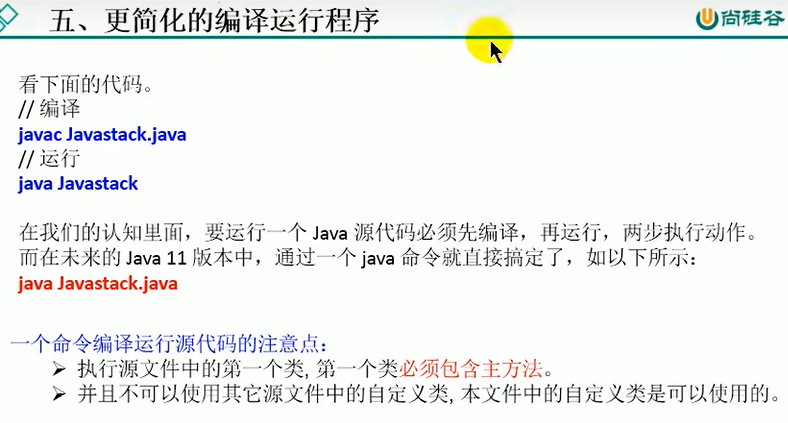 五、更简化的编译运行程序
尚硅谷
看下面的代码。
// 编译
javac Javastack.java
// 运行
java Javastack
在我们的认知里面，要运行一个 Java 源代码必须先编译，再运行，两步执行动作。
而在未来的 Java 11 版本中，通过一个 java 命令就直接搞定了，如以下所示：
java Javastack.java
一个命令编译运行源代码的注意点：
执行源文件中的第一个类, 第一个类必须包含主方法。
并且不可以使用其它源文件中的自定义类, 本文件中的自定义类是可以使用的。